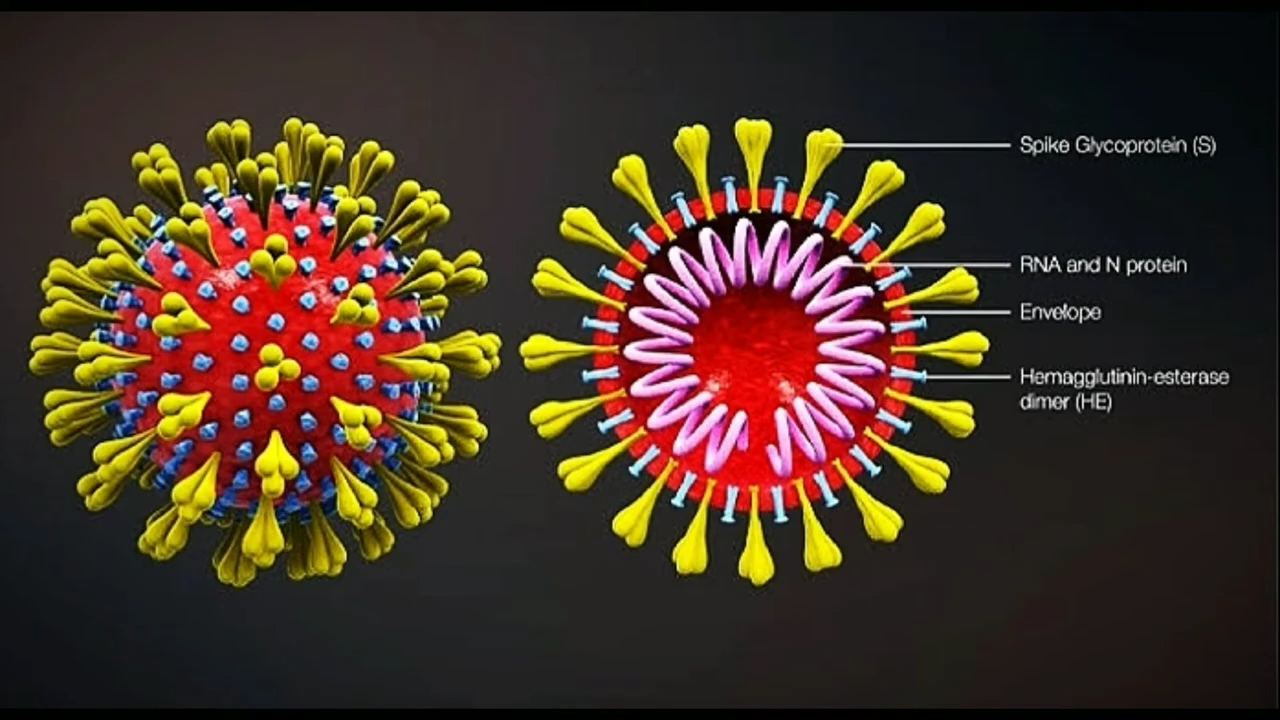 Spike Glycoprotein (S)
RNA and N protein
Envelope
Hemagglutinin-esterase
dimer (HE)